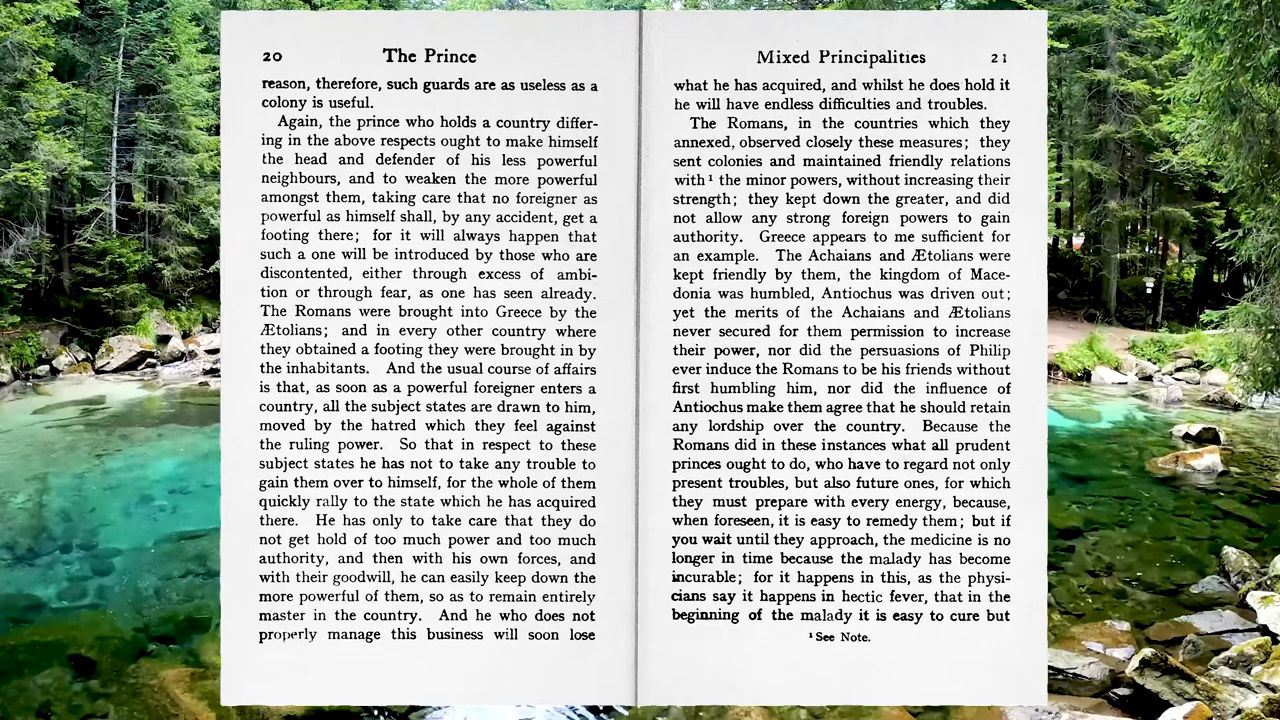 20 The Prince
reason, therefore, such guards are as useless as a
colony is useful.
Again, the prince who holds a country differ-
ing in the above respects ought to make himself
the head and defender of his less powerful
neighbours, and to weaken the more powerful
amongst them, taking care that no foreigner as
powerful as himself shall, by any accident, get a
footing there; for it will always happen that
such a one will be introduced by those who are
discontented, either through excess of ambi-
tion or through fear, as one has seen already.
The Romans were brought into Greece by the
Ætolians; and in every other country where
they obtained a footing they were brought in by
the inhabitants. And the usual course of affairs
is that, as soon as a powerful foreigner enters a
country, all the subject states are drawn to him,
moved by the hatred which they feel against
the ruling power. So that in respect to these
subject states he has not to take any trouble to
gain them over to himself, for the whole of them
quickly rally to the state which he has acquired
there. He has only to take care that they do
not get hold of too much power and too much
authority, and then with his own forces, and
with their goodwill, he can easily keep down the
more powerful of them, so as to remain entirely
master in the country. And he who does not
properly manage this business will soon lose
Mixed Principalities 21
what he has acquired, and whilst he does hold it
he will have endless difficulties and troubles.
The Romans, in the countries which they
annexed, observed closely these measures; they
sent colonies and maintained friendly relations
with ¹ the minor powers, without increasing their
strength; they kept down the greater, and did
not allow any strong foreign powers to gain
authority. Greece appears to me sufficient for
an example. The Achaians and Ætolians were
kept friendly by them, the kingdom of Mace-
donia was humbled, Antiochus was driven out;
yet the merits of the Achaians and Ætolians
never secured for them permission to increase
their power, nor did the persuasions of Philip
ever induce the Romans to be his friends without
first humbling him, nor did the influence of
Antiochus make them agree that he should retain
any lordship over the country. Because the
Romans did in these instances what all prudent
princes ought to do, who have to regard not only
present troubles, but also future ones, for which
they must prepare with every energy, because,
when foreseen, it is easy to remedy them; but if
you wait until they approach, the medicine is no
longer in time because the malady has become
incurable; for it happens in this, as the physi-
cians say it happens in hectic fever, that in the
beginning of the malady it is easy to cure but
¹ See Note.